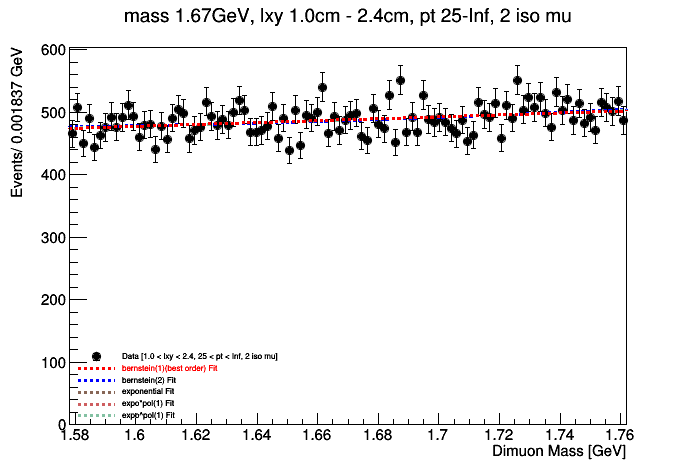 mass 1.67GeV, lxy 1.0cm - 2.4cm, pt 25-Inf, 2 iso mu
Events/ 0.001837 GeV
600
500
400
300
200
100
0
Data [1.0 < lxy < 2.4, 25 < pt < Inf, 2 iso mu]
bernstein(1)(best order) Fit
bernstein(2) Fit
exponential Fit
expo*pol(1) Fit
expp*pol(1) Fit
1.58 1.6 1.62 1.64 1.66 1.68 1.7 1.72 1.74 1.76
Dimuon Mass [GeV]